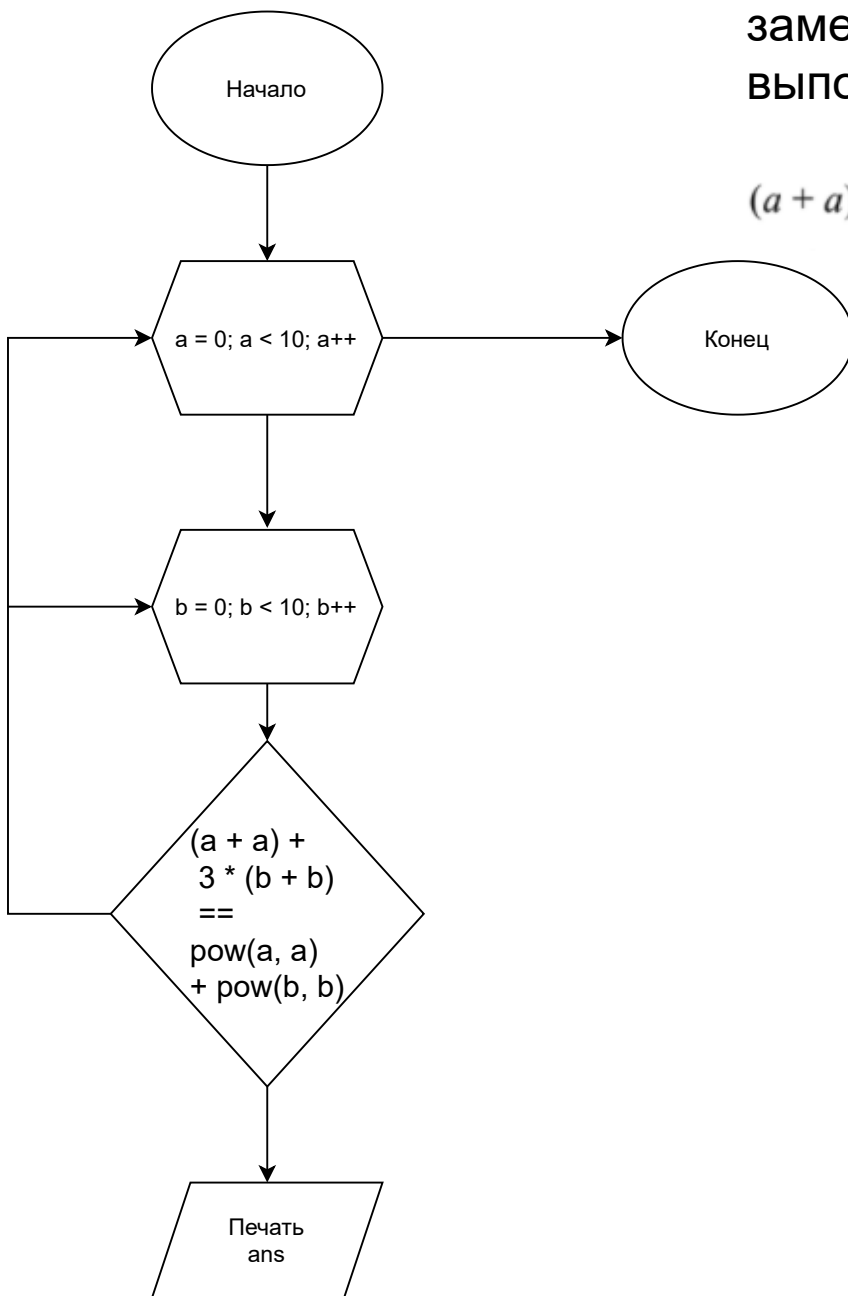 заме
выпо
(a + a)
Начало
a = 0; a < 10; a++
Конец
b = 0; b < 10; b++
(a + a) +
3 * (b + b)
==
pow(a, a)
+ pow(b, b)
Печать
ans